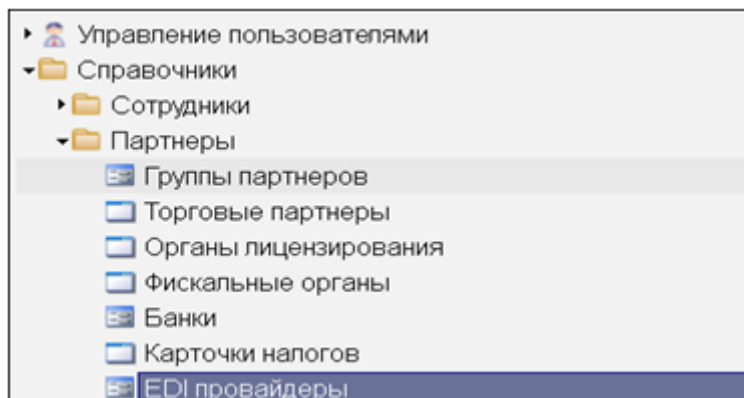 Управление пользователями
Справочники
Сотрудники
Партнеры
Группы партнеров
Торговые партнеры
Органы лицензирования
Фискальные органы
Банки
Карточки налогов
EDI провайдеры